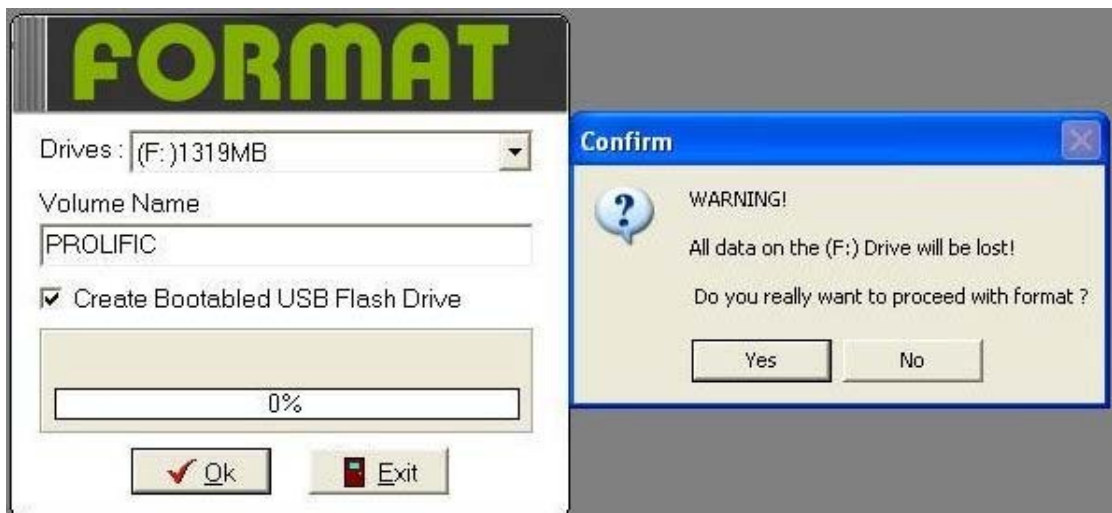 FORMAT
Drives : (F:)1319MB
Volume Name
PROLIFIC
Create Bootabled USB Flash Drive
0%
Ok Exit
Confirm
WARNING!
All data on the (F:) Drive will be lost!
Do you really want to proceed with format ?
Yes No